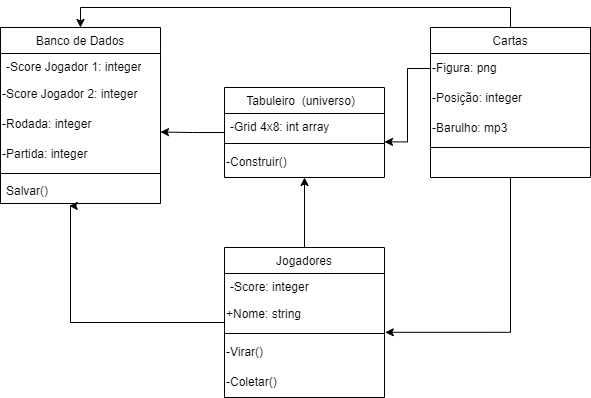 Banco de Dados
-Score Jogador 1: integer
-Score Jogador 2: integer
-Rodada: integer
-Partida: integer
Salvar()
Tabuleiro (universo)
-Grid 4x8: int array
-Construir()
Cartas
-Figura: png
-Posição: integer
-Barulho: mp3
Jogadores
-Score: integer
+Nome: string
-Virar()
-Coletar()